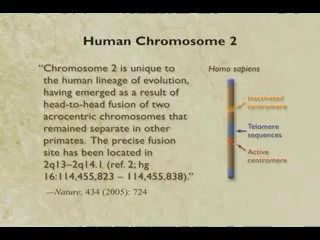 Human Chromosome 2
“Chromosome 2 is unique to
the human lineage of evolution,
having emerged as a result of
head-to-head fusion of two
acrocentric chromosomes that
remained separate in other
primates. The precise fusion
site has been located in
2q13–2q14.1 (ref. 2; hg
16:114,455,823 – 114,455,838).”
—Nature, 434 (2005): 724
Homo sapiens
Inactivated
centromere
Telomere
sequences
Active
centromere